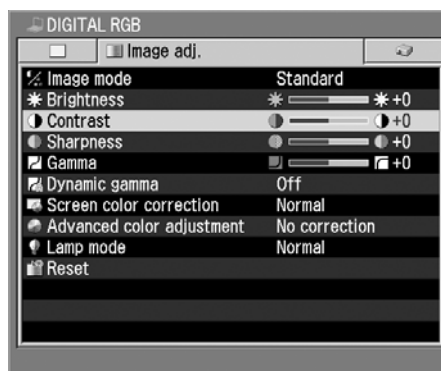 DIGITAL RGB
Image adj.
Image mode Standard
Brightness +0
Contrast +0
Sharpness +0
Gamma +0
Dynamic gamma Off
Screen color correction Normal
Advanced color adjustment No correction
Lamp mode Normal
Reset